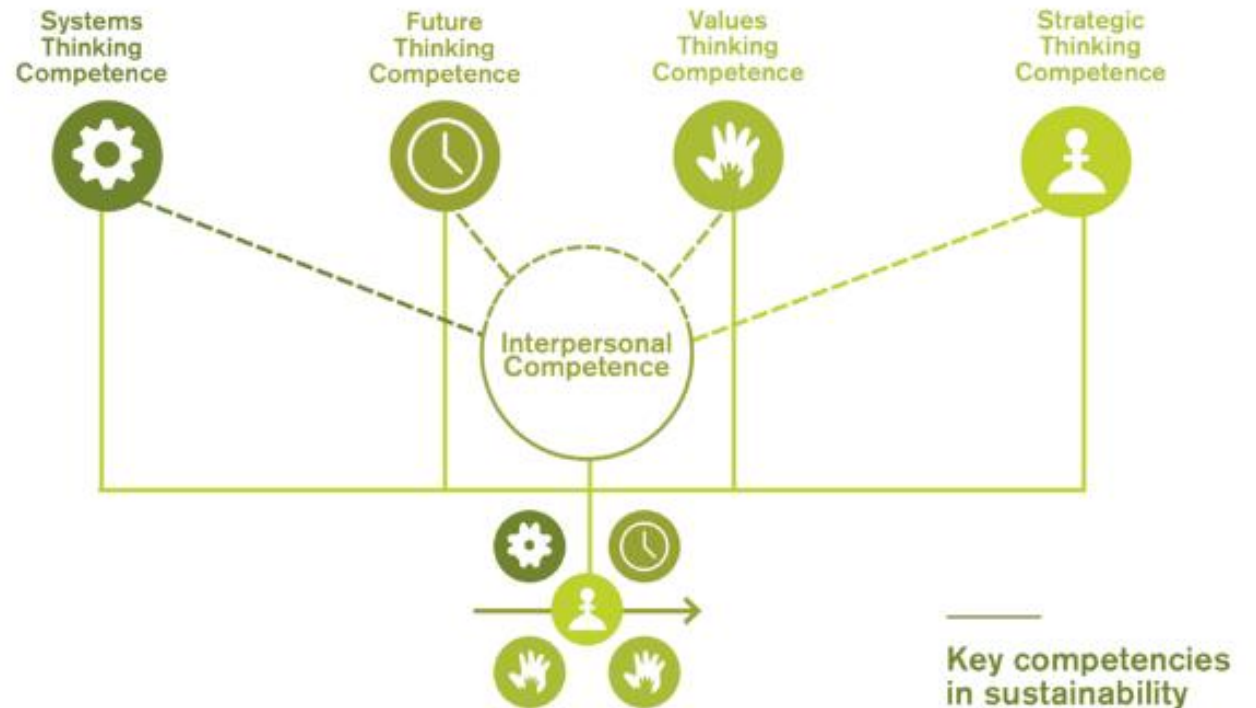 Systems
Thinking
Competence
Future
Thinking
Competence
Values
Thinking
Competence
Strategic
Thinking
Competence
Interpersonal
Competence
Key competencies
in sustainability